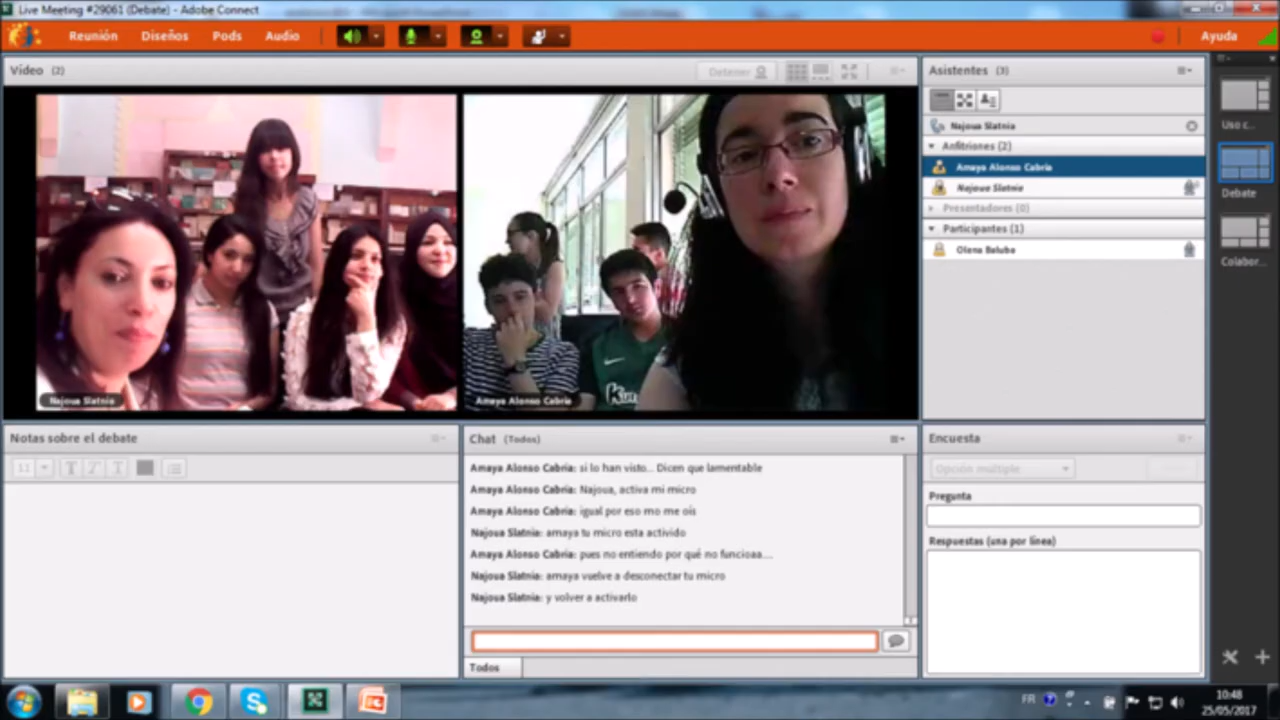 Live Meeting #29061 (Debate) - Adobe Connect
Reunión Diseños Pods Audio Ayuda
Vídeo (2)
Detener
Najoua Slatnia
Amaya Alonso Cabria
Asistentes (3)
Najoua Slatnia
Anfitriones (2)
Amaya Alonso Cabria
Najoua Slatnia
Presentadores (0)
Participantes (1)
Olena Baluba
Uso c...
Debate
Colabor...
Notas sobre el debate
11 T T T
Chat (Todos)
Amaya Alonso Cabria: si lo han visto.. Dicen que lamentable
Amaya Alonso Cabria: Najoua, activa mi micro
Amaya Alonso Cabria: igual por eso mo me ois
Najoua Slatnia: amaya tu micro esta activido
Amaya Alonso Cabria: pues no entiendo por qué no funcioaa...
Najoua Slatnia: amaya vuelve a desconectar tu micro
Najoua Slatnia: y volver a activarlo
Todos
Encuesta
Opción múltiple
Pregunta
Respuestas (una por línea)
FR
10:48
25/05/2017